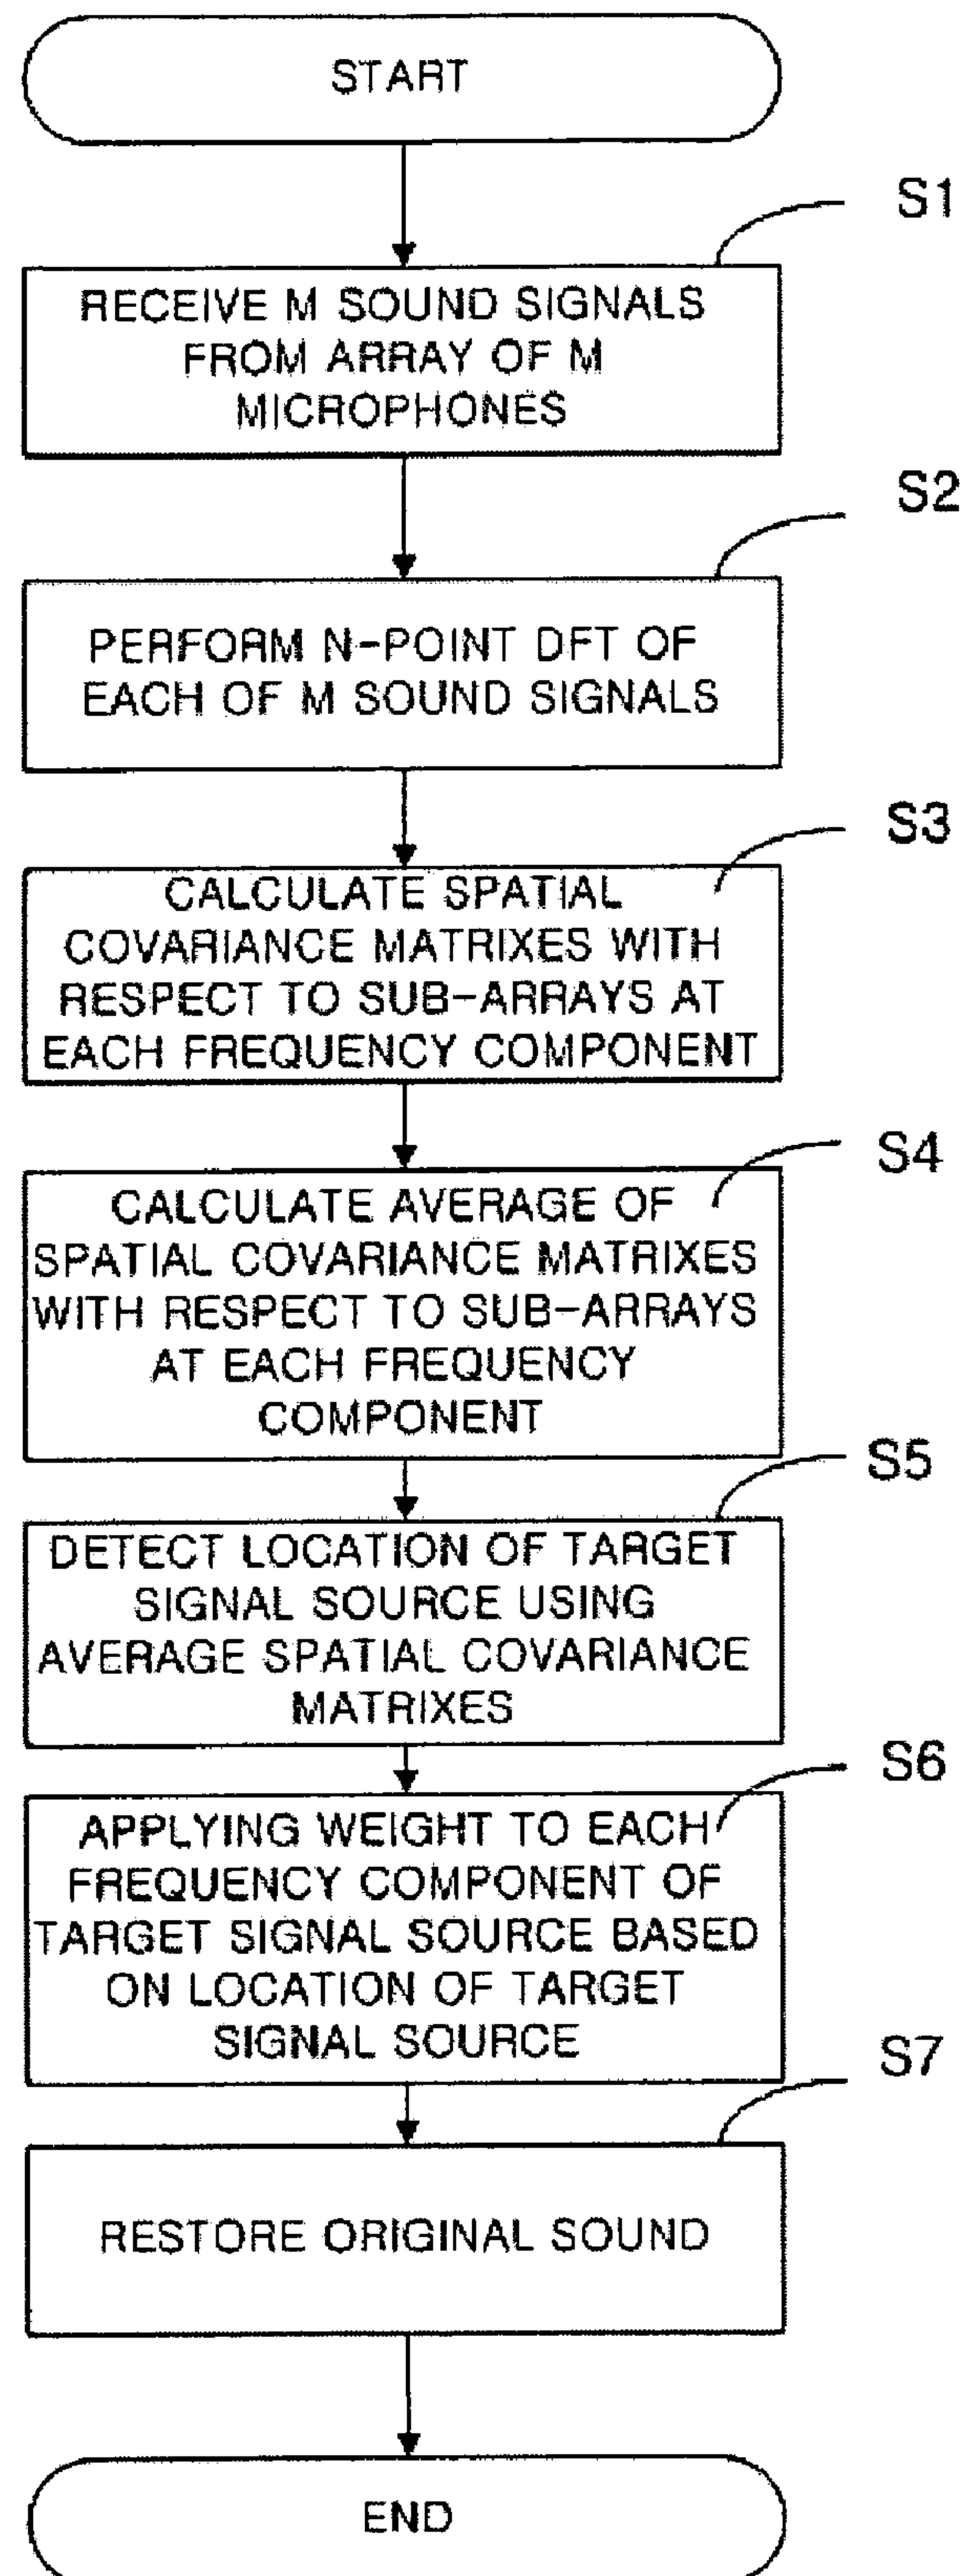 START
S1
RECEIVE M SOUND SIGNALS
FROM ARRAY OF M
MICROPHONES
S2
PERFORM N-POINT DFT OF
EACH OF M SOUND SIGNALS
S3
CALCULATE SPATIAL
COVARIANCE MATRIXES WITH
RESPECT TO SUB-ARRAYS AT
EACH FREQUENCY COMPONENT
S4
CALCULATE AVERAGE OF
SPATIAL COVARIANCE MATRIXES
WITH RESPECT TO SUB-ARRAYS
AT EACH FREQUENCY
COMPONENT
S5
DETECT LOCATION OF TARGET
SIGNAL SOURCE USING
AVERAGE SPATIAL COVARIANCE
MATRIXES
S6
APPLYING WEIGHT TO EACH
FREQUENCY COMPONENT OF
TARGET SIGNAL SOURCE BASED
ON LOCATION OF TARGET
SIGNAL SOURCE
S7
RESTORE ORIGINAL SOUND
END